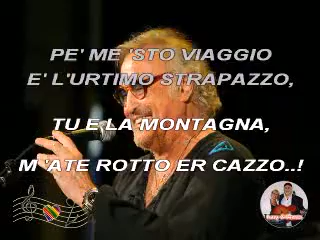 PE' ME 'STO VIAGGIO
E' L'URTIMO STRAPAZZO,
TU E LA MONTAGNA,
M 'ATE ROTTO ER CAZZO..!